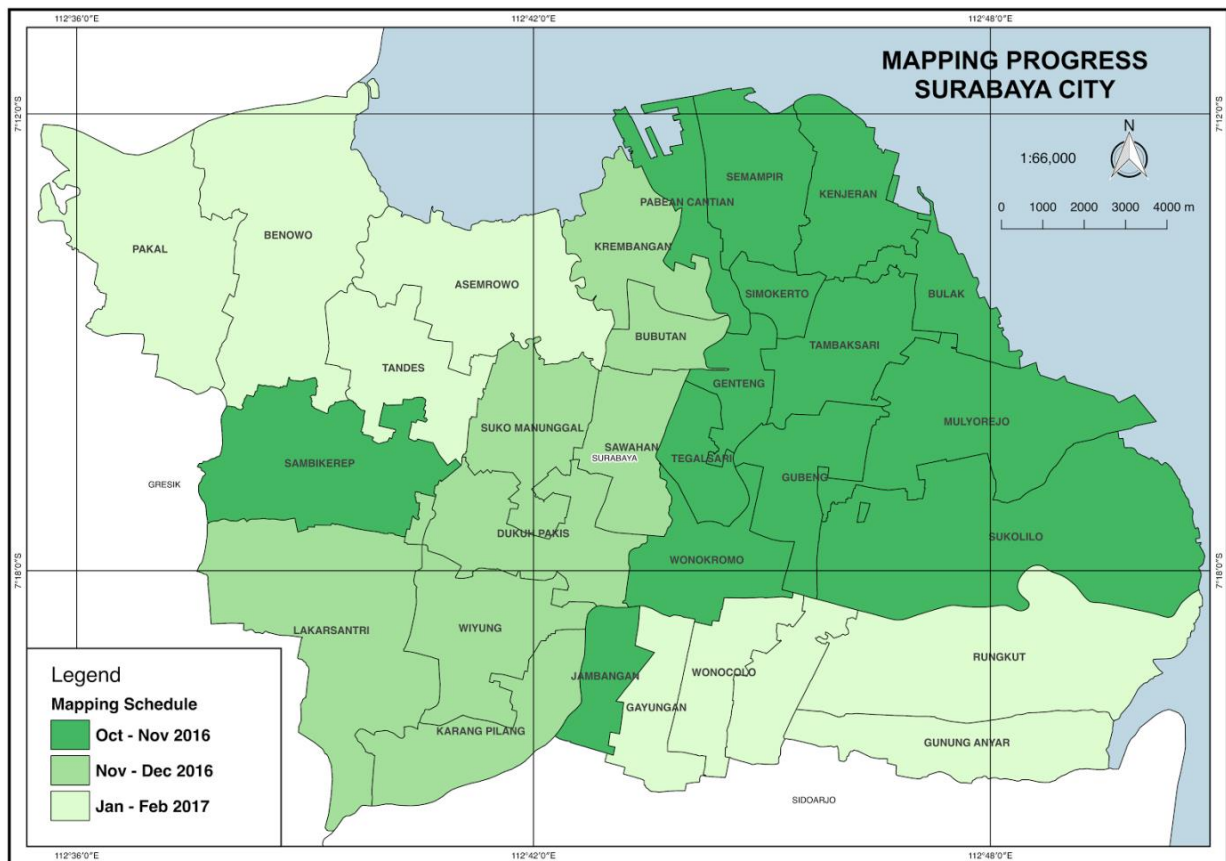 112°36'0"E
112°42'0"E
112°48'0"E
MAPPING PROGRESS
SURABAYA CITY
7°12'0"S
7°12'0"S
N
1:66,000
0 1000 2000 3000 4000 m
SEMAMPIR
KENJERAN
PABEAN CANTIAN
PAKAL
BENOWO
KREMBANGAN
ASEMROWO
SIMOKERTO
BULAK
BUBUTAN
TAMBAKSARI
TANDES
GENTENG
MULYOREJO
SUKO MANUNGGAL
SAWAHAN
SURABAYA
TEGALSARI
SAMBIKEREP
GUBENG
GRESIK
DUKUH PAKIS
SUKOLILO
WONOKROMO
7°18'0"S
7°18'0"S
LAKARSANTRI
WIYUNG
RUNGKUT
JAMBANGAN
WONOCOLO
GAYUNGAN
KARANG PILANG
GUNUNG ANYAR
SIDOARJO
Legend
Mapping Schedule
Oct - Nov 2016
Nov - Dec 2016
Jan - Feb 2017
112°36'0"E
112°42'0"E
112°48'0"E